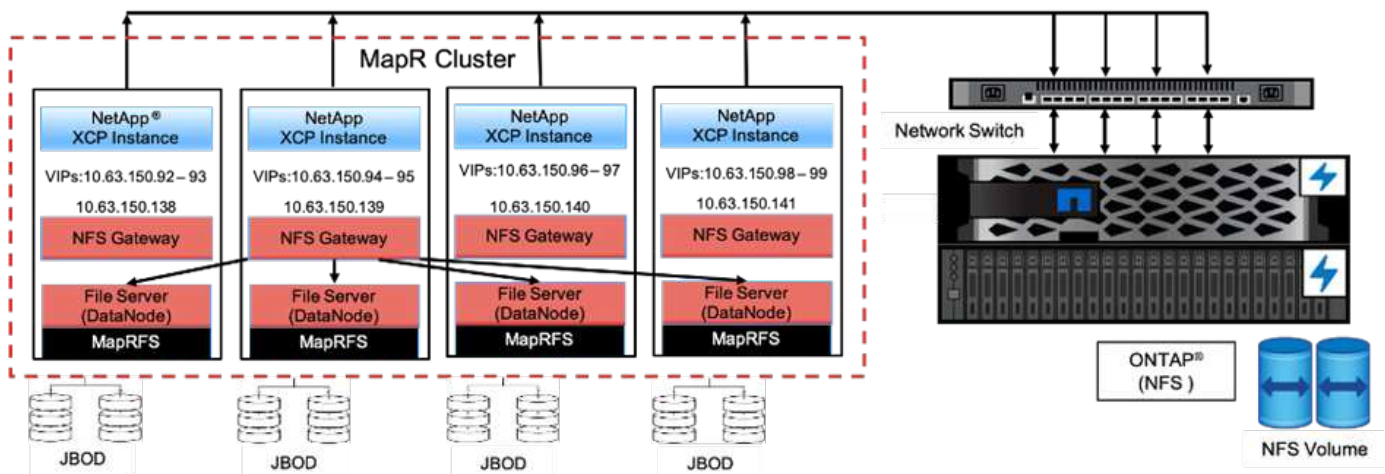 MapR Cluster
NetApp®
XCP Instance
VIPs:10.63.150.92 – 93
10.63.150.138
NFS Gateway
File Server
(DataNode)
MapRFS
JBOD
NetApp
XCP Instance
VIPs:10.63.150.94 – 95
10.63.150.139
NFS Gateway
File Server
(DataNode)
MapRFS
JBOD
NetApp
XCP Instance
VIPs:10.63.150.96 – 97
10.63.150.140
NFS Gateway
File Server
(DataNode)
MapRFS
JBOD
NetApp
XCP Instance
VIPs:10.63.150.98 – 99
10.63.150.141
NFS Gateway
File Server
(DataNode)
MapRFS
JBOD
Network Switch
ONTAP®
(NFS )
NFS Volume